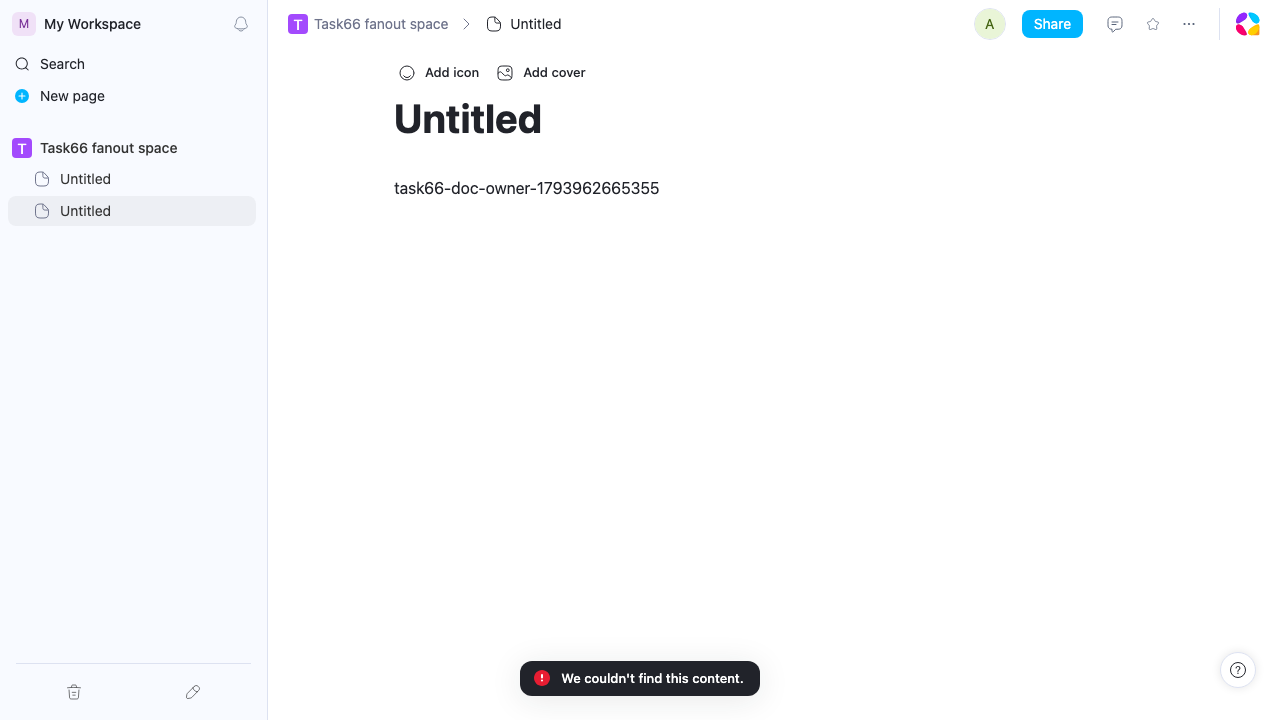 M My Workspace
Search
New page
T Task66 fanout space
Untitled
Untitled
T Task66 fanout space Untitled
A Share
Add icon Add cover
Untitled
task66-doc-owner-1793962665355
We couldn't find this content.